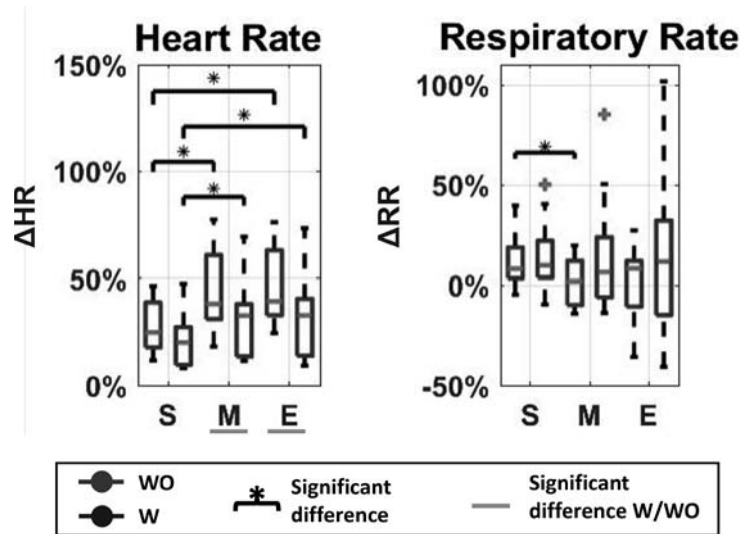 Heart Rate
150%
100%
50%
0%
ΔHR
*
*
*
*
S M E
Respiratory Rate
100%
50%
0%
-50%
ΔRR
*
S M E
WO
W
*
Significant
difference
Significant
difference W/WO